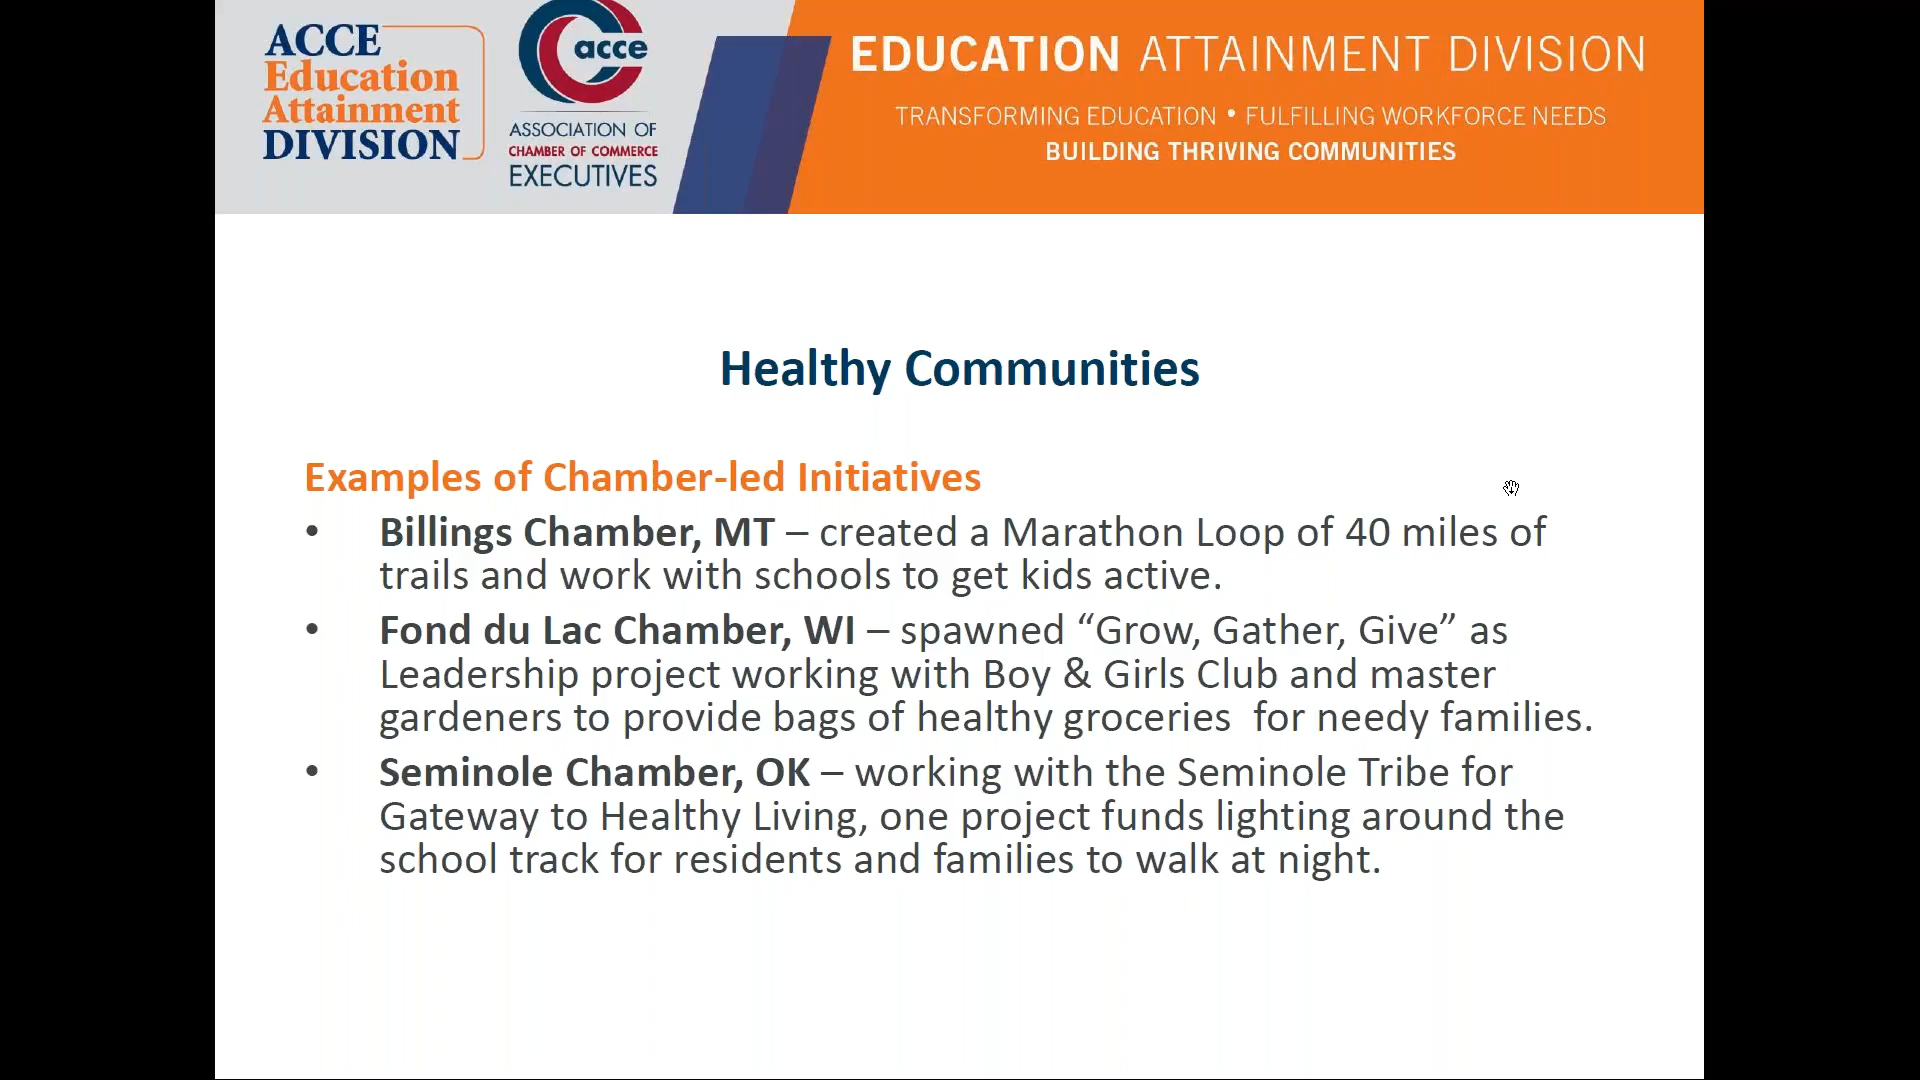 ACCE
Education
Attainment
DIVISION
acce
ASSOCIATION OF
CHAMBER OF COMMERCE
EXECUTIVES
EDUCATION ATTAINMENT DIVISION
TRANSFORMING EDUCATION • FULFILLING WORKFORCE NEEDS
BUILDING THRIVING COMMUNITIES
Healthy Communities
Examples of Chamber-led Initiatives
• Billings Chamber, MT – created a Marathon Loop of 40 miles of
trails and work with schools to get kids active.
• Fond du Lac Chamber, WI – spawned “Grow, Gather, Give” as
Leadership project working with Boy & Girls Club and master
gardeners to provide bags of healthy groceries  for needy families.
• Seminole Chamber, OK – working with the Seminole Tribe for
Gateway to Healthy Living, one project funds lighting around the
school track for residents and families to walk at night.